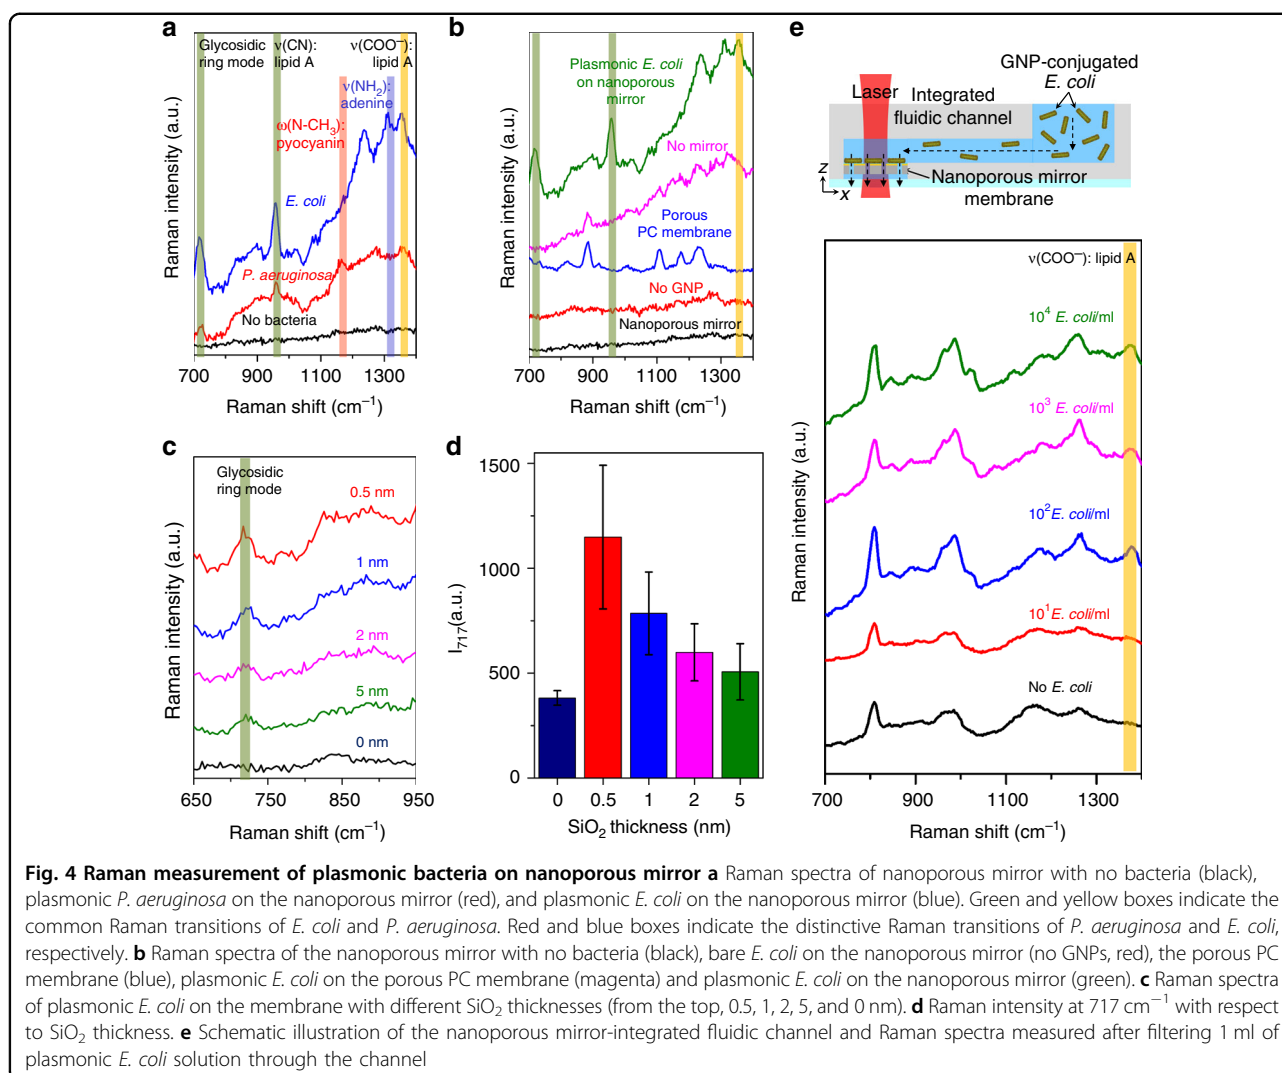 a
Glycosidic
ring mode
ν(CN):
lipid A
ν(COO⁻):
lipid A
ν(NH₂):
adenine
ω(N-CH₃):
pyocyanin
E. coli
P. aeruginosa
No bacteria
Raman intensity (a.u.)
700 900 1100 1300
Raman shift (cm⁻¹)
b
Plasmonic E. coli
on nanoporous
mirror
No mirror
Porous
PC membrane
No GNP
Nanoporous mirror
Raman intensity (a.u.)
700 900 1100 1300
Raman shift (cm⁻¹)
c
Glycosidic
ring mode
0.5 nm
1 nm
2 nm
5 nm
0 nm
Raman intensity (a.u.)
650 750 850 950
Raman shift (cm⁻¹)
d
1500
1000
500
0
I₇₁₇(a.u.)
0 0.5 1 2 5
SiO₂ thickness (nm)
e
GNP-conjugated
E. coli
Laser
Integrated
fluidic channel
Nanoporous mirror
membrane
z
x
ν(COO⁻): lipid A
10⁴ E. coli/ml
10³ E. coli/ml
10² E. coli/ml
10¹ E. coli/ml
No E. coli
Raman intensity (a.u.)
700 900 1100 1300
Raman shift (cm⁻¹)
Fig. 4 Raman measurement of plasmonic bacteria on nanoporous mirror a Raman spectra of nanoporous mirror with no bacteria (black),
plasmonic P. aeruginosa on the nanoporous mirror (red), and plasmonic E. coli on the nanoporous mirror (blue). Green and yellow boxes indicate the
common Raman transitions of E. coli and P. aeruginosa. Red and blue boxes indicate the distinctive Raman transitions of P. aeruginosa and E. coli,
respectively. b Raman spectra of the nanoporous mirror with no bacteria (black), bare E. coli on the nanoporous mirror (no GNPs, red), the porous PC
membrane (blue), plasmonic E. coli on the porous PC membrane (magenta) and plasmonic E. coli on the nanoporous mirror (green). c Raman spectra
of plasmonic E. coli on the membrane with different SiO₂ thicknesses (from the top, 0.5, 1, 2, 5, and 0 nm). d Raman intensity at 717 cm⁻¹ with respect
to SiO₂ thickness. e Schematic illustration of the nanoporous mirror-integrated fluidic channel and Raman spectra measured after filtering 1 ml of
plasmonic E. coli solution through the channel